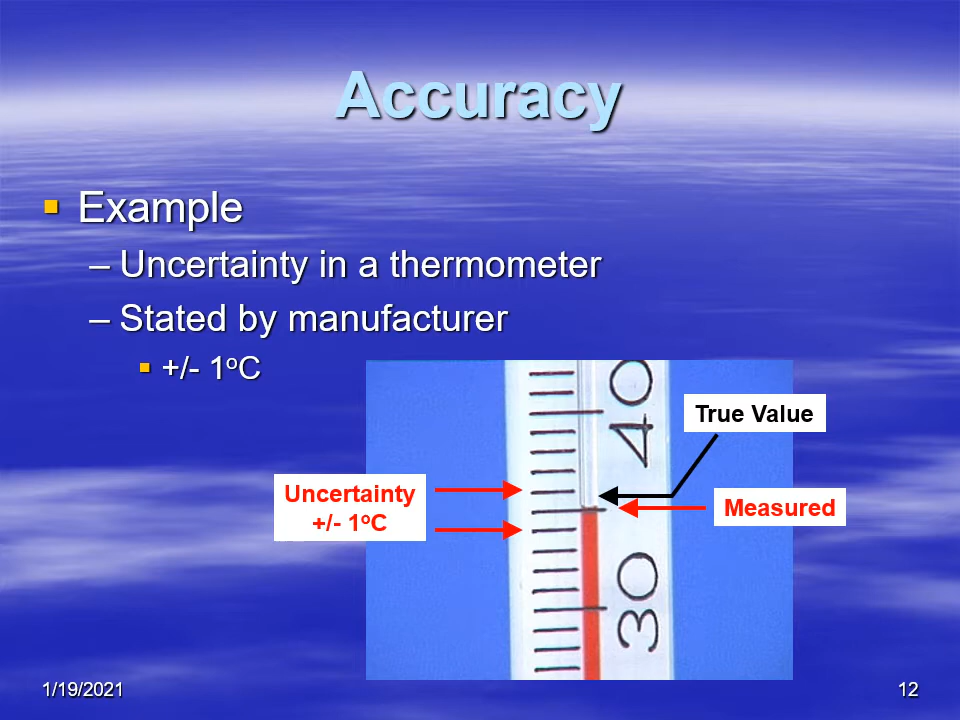 Accuracy
Example
– Uncertainty in a thermometer
– Stated by manufacturer
+/- 1ºC
40
True Value
Uncertainty
+/- 1ºC
Measured
30
1/19/2021
12